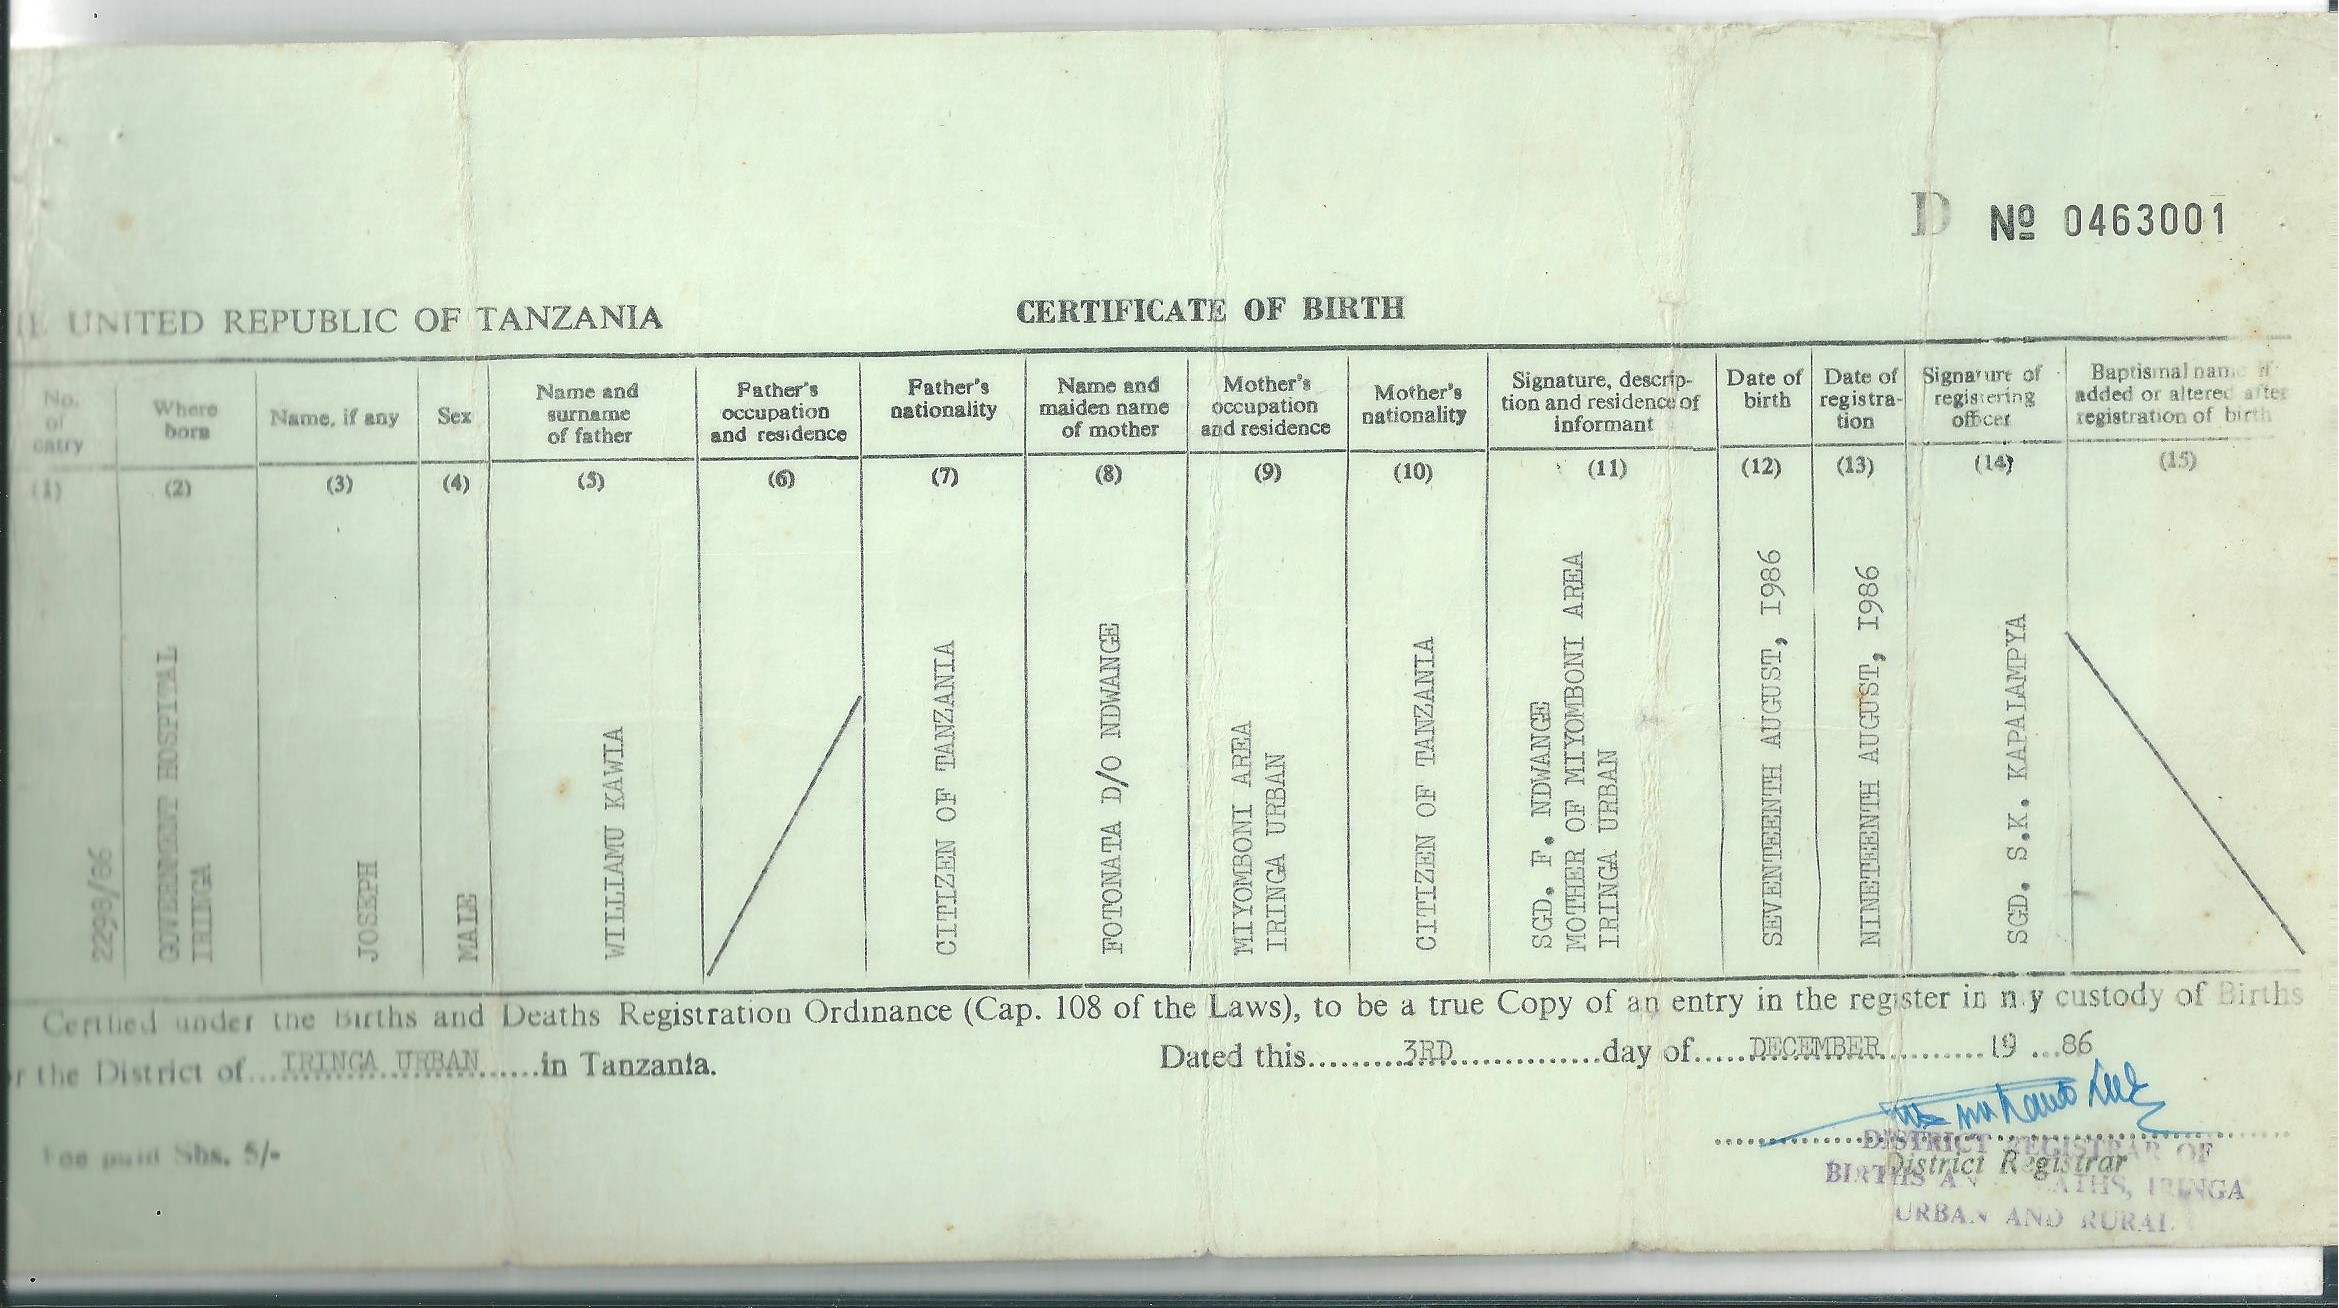 D № 0463001
UNITED REPUBLIC OF TANZANIA
CERTIFICATE OF BIRTH
No. of entry
Where born
Name, if any
Sex
Name and surname of father
Father's occupation and residence
Father's nationality
Name and maiden name of mother
Mother's occupation and residence
Mother's nationality
Signature, description and residence of informant
Date of birth
Date of registration
Signature of registering officer
Baptismal name if added or altered after registration of birth
(1) (2) (3) (4) (5) (6) (7) (8) (9) (10) (11) (12) (13) (14) (15)
2298/86
GOVERNMENT HOSPITAL
IRINGA
JOSEPH
MALE
WILLIAMU KAWIA
CITIZEN OF TANZANIA
FOTONATA D/O NDWANGE
MIYOMBONI AREA
IRINGA URBAN
CITIZEN OF TANZANIA
SGD. F. NDWANGE
MOTHER OF MIYOMBONI AREA
IRINGA URBAN
SEVENTEENTH AUGUST, I986
NINETEENTH AUGUST, I986
SGD. S.K. KAPALAMPYA
Certified under the Births and Deaths Registration Ordinance (Cap. 108 of the Laws), to be a true Copy of an entry in the register in my custody of Births
r the District of....IRINGA URBAN......in Tanzania.
Dated this.........3RD..............day of.....DECEMBER..........19 ...86
Fee paid Shs. 5/-
DISTRICT REGISTRAR OF
District Registrar
BIRTHS AN ATHS, IRINGA
URBAN AND RURAL